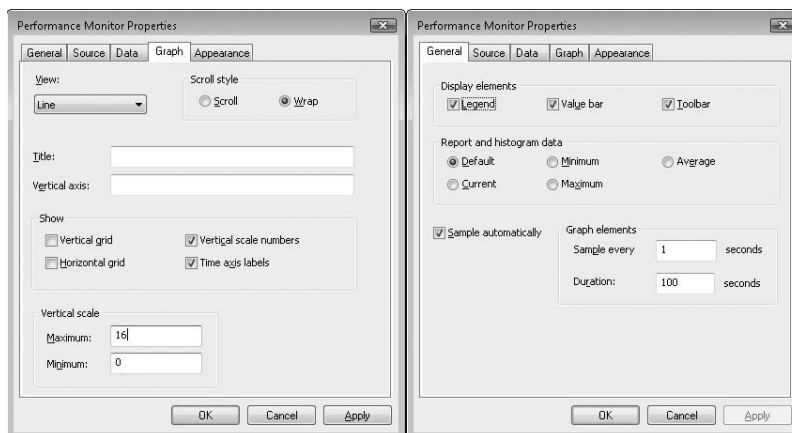 Performance Monitor Properties
General Source Data Graph Appearance
View:
Line
Scroll style
Scroll Wrap
Title:
Vertical axis:
Show
Vertical grid Vertical scale numbers
Horizontal grid Time axis labels
Vertical scale
Maximum: 16
Minimum: 0
OK Cancel Apply
Performance Monitor Properties
General Source Data Graph Appearance
Display elements
Legend Value bar Toolbar
Report and histogram data
Default Minimum Average
Current Maximum
Sample automatically
Graph elements
Sample every 1 seconds
Duration: 100 seconds
OK Cancel Apply